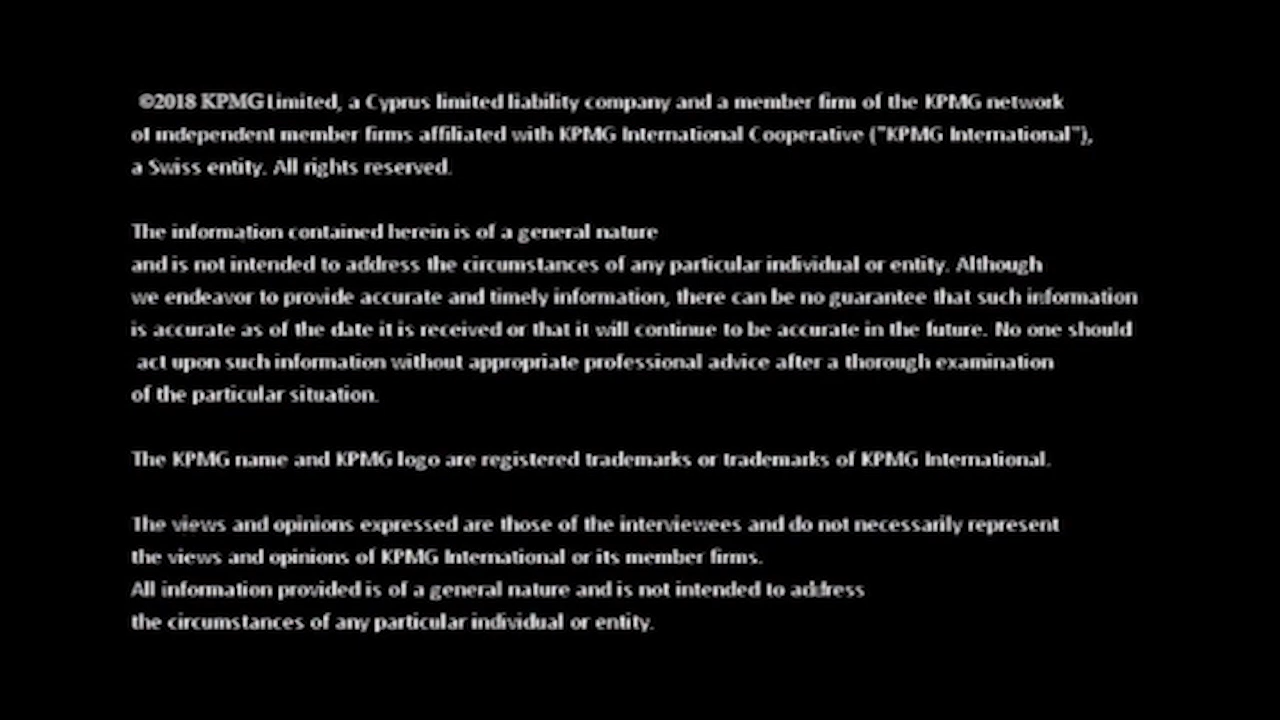 ©2018 KPMG Limited, a Cyprus limited liability company and a member firm of the KPMG network
of independent member firms affiliated with KPMG International Cooperative ("KPMG International"),
a Swiss entity. All rights reserved.
The information contained herein is of a general nature
and is not intended to address the circumstances of any particular individual or entity. Although
we endeavor to provide accurate and timely information, there can be no guarantee that such information
is accurate as of the date it is received or that it will continue to be accurate in the future. No one should
act upon such information without appropriate professional advice after a thorough examination
of the particular situation.
The KPMG name and KPMG logo are registered trademarks or trademarks of KPMG International.
The views and opinions expressed are those of the interviewees and do not necessarily represent
the views and opinions of KPMG International or its member firms.
All information provided is of a general nature and is not intended to address
the circumstances of any particular individual or entity.